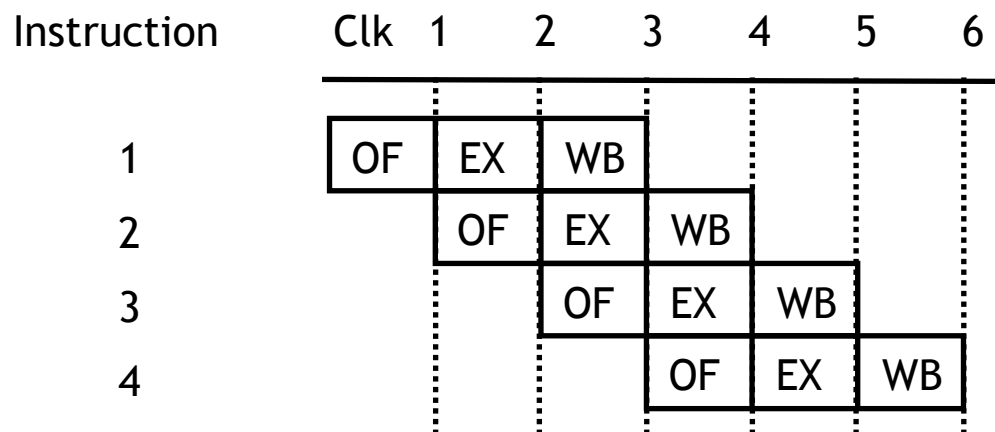 Instruction Clk 1 2 3 4 5 6
1 OF EX WB
2 OF EX WB
3 OF EX WB
4 OF EX WB